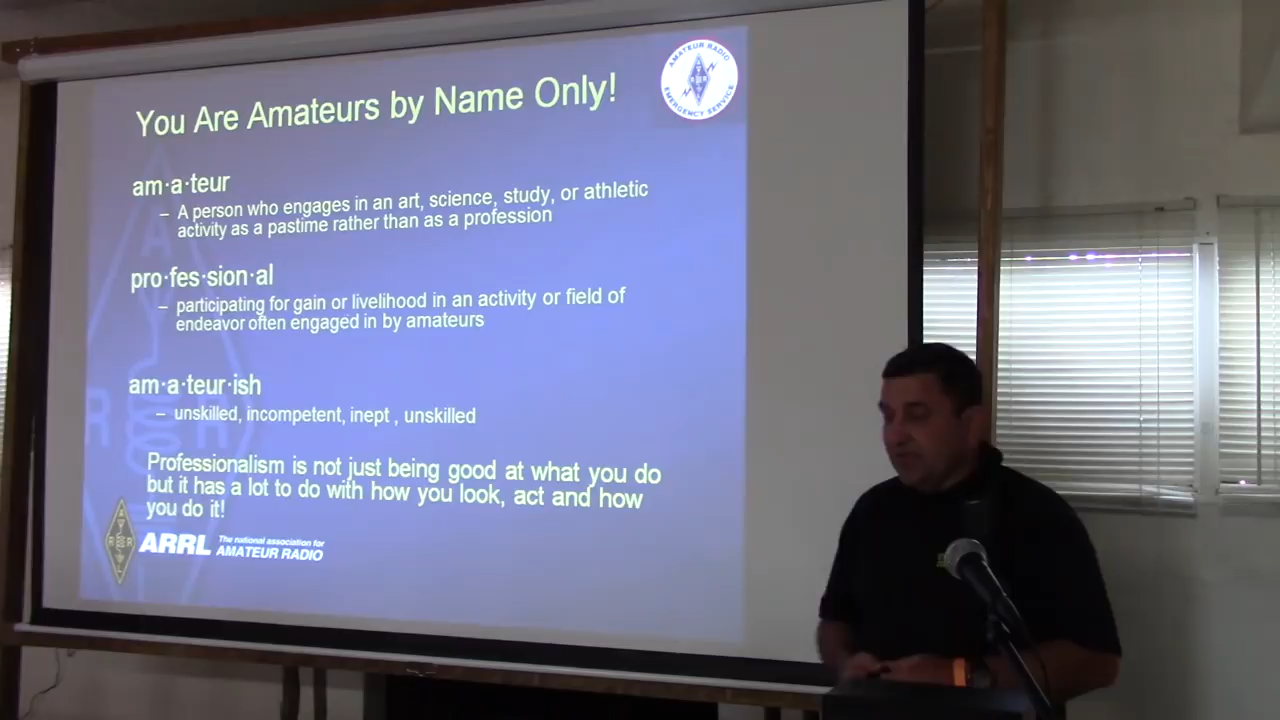 You Are Amateurs by Name Only!
AMATEUR RADIO
EMERGENCY SERVICE
am·a·teur
– A person who engages in an art, science, study, or athletic
activity as a pastime rather than as a profession
pro·fes·sion·al
– participating for gain or livelihood in an activity or field of
endeavor often engaged in by amateurs
am·a·teur·ish
– unskilled, incompetent, inept , unskilled
Professionalism is not just being good at what you do
but it has a lot to do with how you look, act and how
you do it!
ARRL The national association for
AMATEUR RADIO